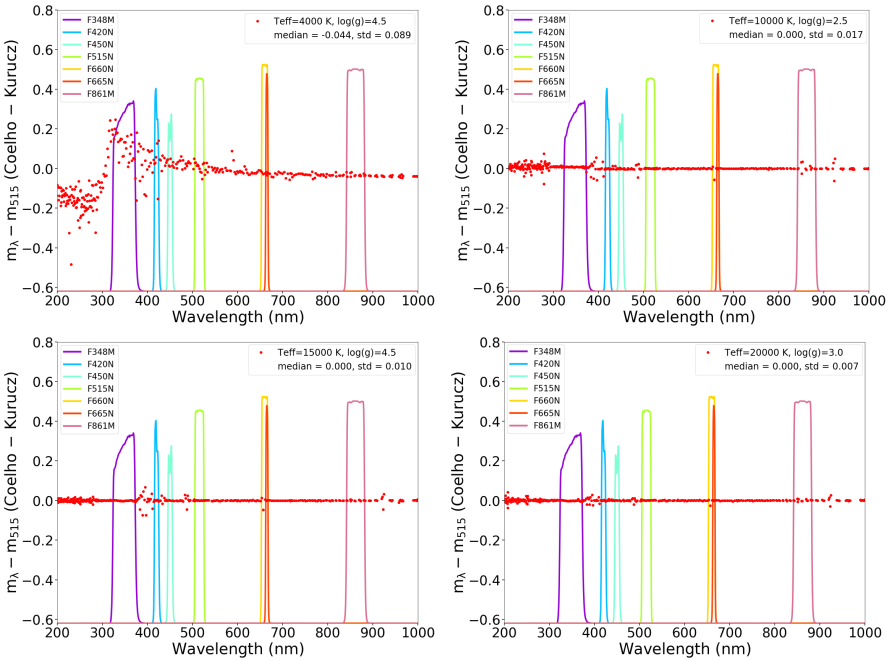 0.8
0.6
0.4
0.2
0.0
−0.2
−0.4
−0.6
mλ − m515 (Coelho − Kurucz)
F348M
F420N
F450N
F515N
F660N
F665N
F861M
Teff=4000 K, log(g)=4.5
median = -0.044, std = 0.089
200 300 400 500 600 700 800 900 1000
Wavelength (nm)
0.8
0.6
0.4
0.2
0.0
−0.2
−0.4
−0.6
mλ − m515 (Coelho − Kurucz)
F348M
F420N
F450N
F515N
F660N
F665N
F861M
Teff=10000 K, log(g)=2.5
median = 0.000, std = 0.017
200 300 400 500 600 700 800 900 1000
Wavelength (nm)
0.8
0.6
0.4
0.2
0.0
−0.2
−0.4
−0.6
mλ − m515 (Coelho − Kurucz)
F348M
F420N
F450N
F515N
F660N
F665N
F861M
Teff=15000 K, log(g)=4.5
median = 0.000, std = 0.010
200 300 400 500 600 700 800 900 1000
Wavelength (nm)
0.8
0.6
0.4
0.2
0.0
−0.2
−0.4
−0.6
mλ − m515 (Coelho − Kurucz)
F348M
F420N
F450N
F515N
F660N
F665N
F861M
Teff=20000 K, log(g)=3.0
median = 0.000, std = 0.007
200 300 400 500 600 700 800 900 1000
Wavelength (nm)